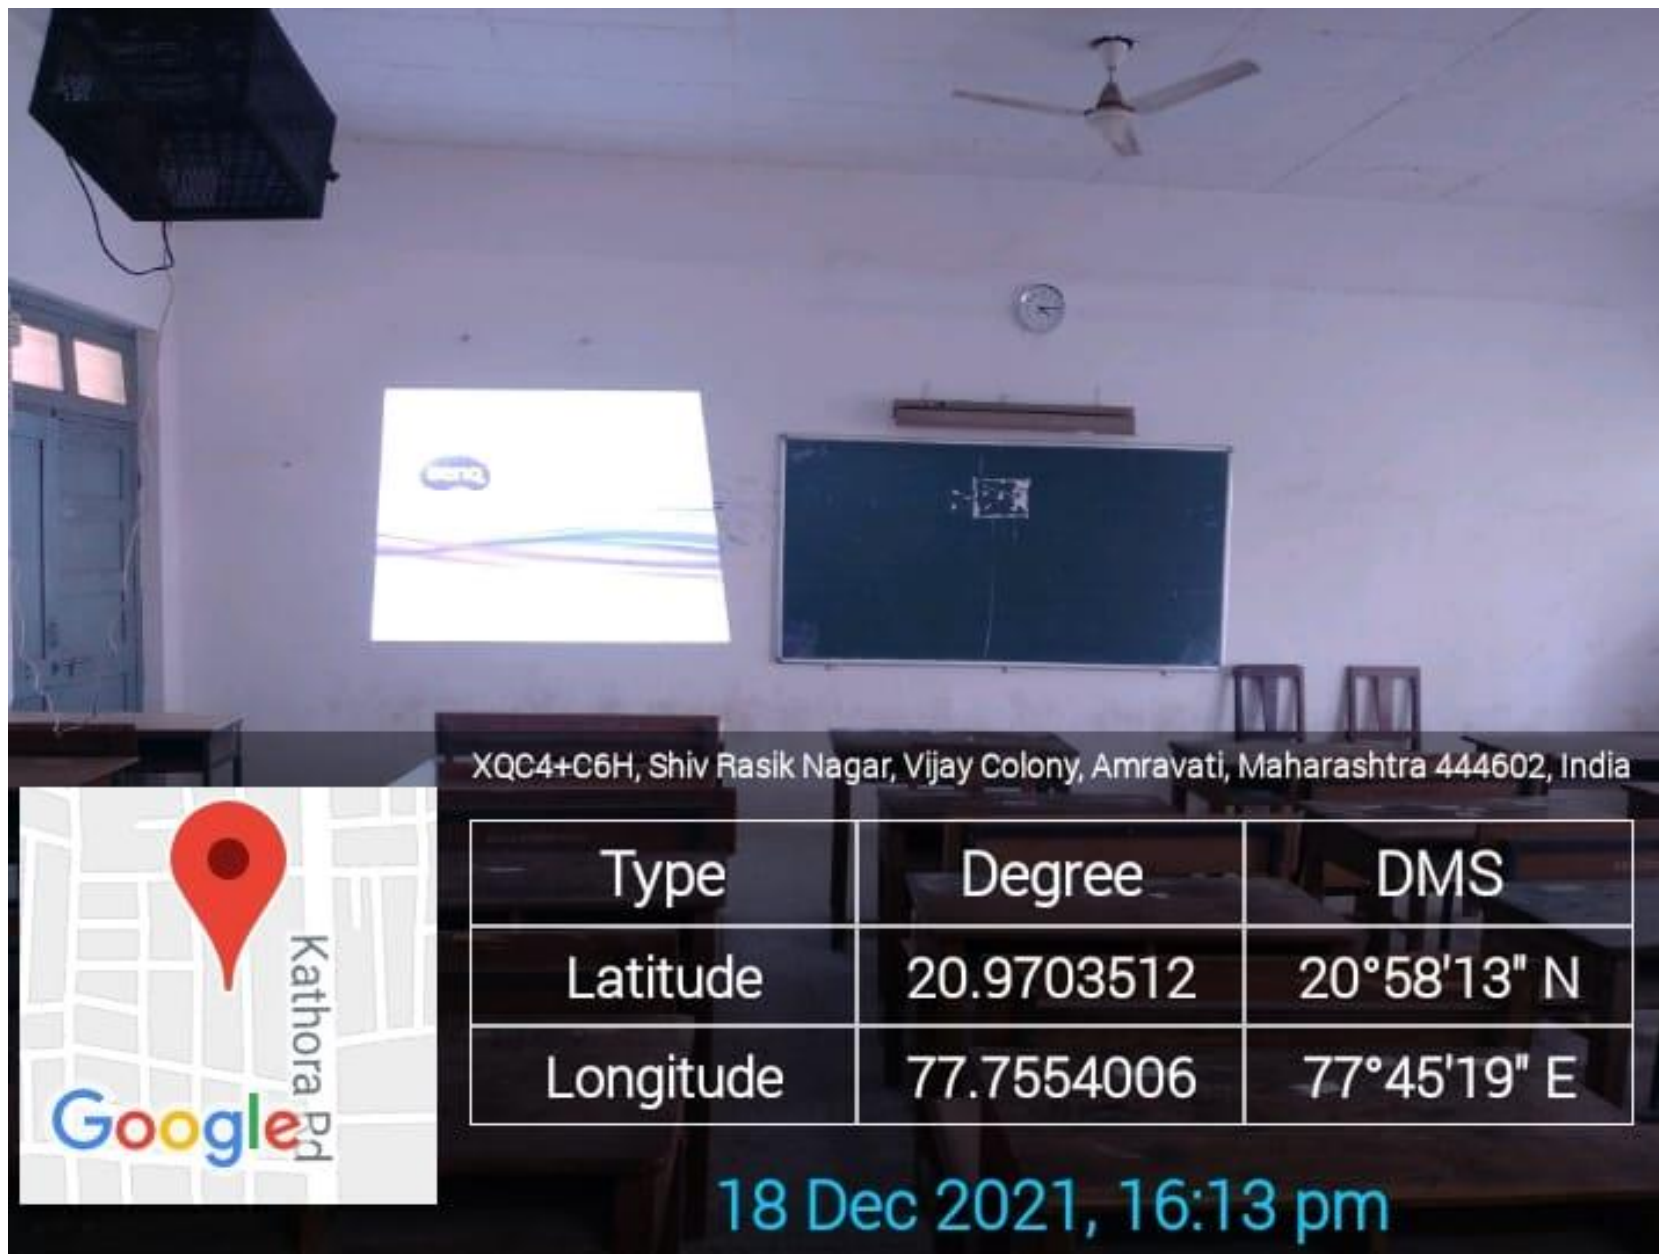 BenQ
XQC4+C6H, Shiv Rasik Nagar, Vijay Colony, Amravati, Maharashtra 444602, India
Type Degree DMS
Latitude 20.9703512 20°58'13" N
Longitude 77.7554006 77°45'19" E
Kathora Rd
Google
18 Dec 2021, 16:13 pm